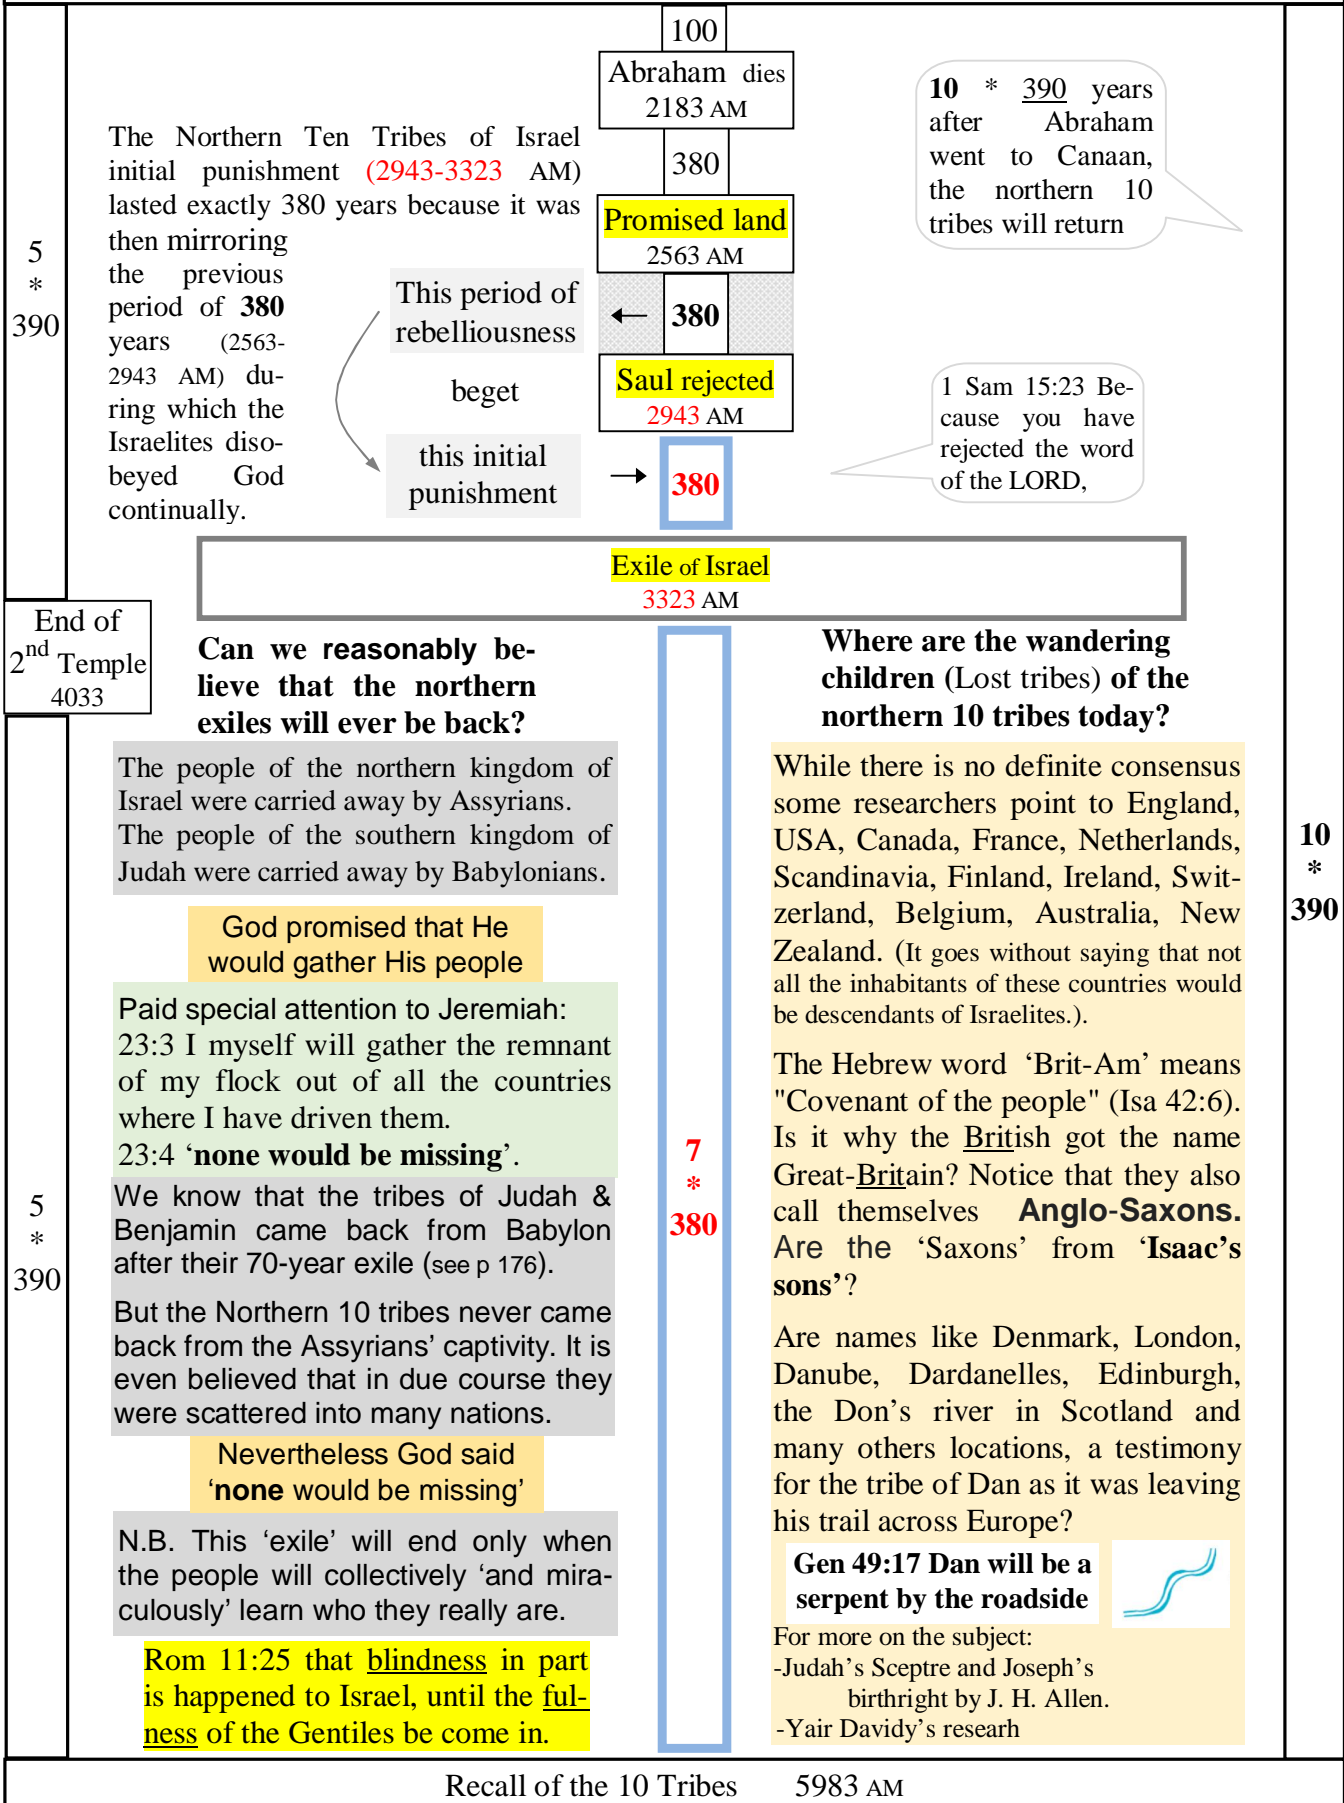 100
Abraham dies
2183 AM
380
Promised land
2563 AM
380
Saul rejected
2943 AM
380
10 * 390 years
after Abraham
went to Canaan,
the northern 10
tribes will return
The Northern Ten Tribes of Israel
initial punishment (2943-3323 AM)
lasted exactly 380 years because it was
then mirroring
the previous
period of 380
years (2563-
2943 AM) du-
ring which the
Israelites diso-
beyed God
continually.
This period of
rebelliousness
beget
this initial
punishment
1 Sam 15:23 Be-
cause you have
rejected the word
of the LORD,
5
*
390
Exile of Israel
3323 AM
End of
2nd Temple
4033
Can we reasonably be-
lieve that the northern
exiles will ever be back?
The people of the northern kingdom of
Israel were carried away by Assyrians.
The people of the southern kingdom of
Judah were carried away by Babylonians.
God promised that He
would gather His people
Paid special attention to Jeremiah:
23:3 I myself will gather the remnant
of my flock out of all the countries
where I have driven them.
23:4 ‘none would be missing’.
We know that the tribes of Judah &
Benjamin came back from Babylon
after their 70-year exile (see p 176).
But the Northern 10 tribes never came
back from the Assyrians’ captivity. It is
even believed that in due course they
were scattered into many nations.
Nevertheless God said
‘none would be missing’
N.B. This ‘exile’ will end only when
the people will collectively ‘and mira-
culously’ learn who they really are.
Rom 11:25 that blindness in part
is happened to Israel, until the ful-
ness of the Gentiles be come in.
5
*
390
7
*
380
Where are the wandering
children (Lost tribes) of the
northern 10 tribes today?
While there is no definite consensus
some researchers point to England,
USA, Canada, France, Netherlands,
Scandinavia, Finland, Ireland, Swit-
zerland, Belgium, Australia, New
Zealand. (It goes without saying that not
all the inhabitants of these countries would
be descendants of Israelites.).
The Hebrew word ‘Brit-Am’ means
"Covenant of the people" (Isa 42:6).
Is it why the British got the name
Great-Britain? Notice that they also
call themselves Anglo-Saxons.
Are the ‘Saxons’ from ‘Isaac’s
sons’?
Are names like Denmark, London,
Danube, Dardanelles, Edinburgh,
the Don’s river in Scotland and
many others locations, a testimony
for the tribe of Dan as it was leaving
his trail across Europe?
Gen 49:17 Dan will be a
serpent by the roadside
For more on the subject:
-Judah’s Sceptre and Joseph’s
birthright by J. H. Allen.
-Yair Davidy’s researh
10
*
390
Recall of the 10 Tribes 5983 AM